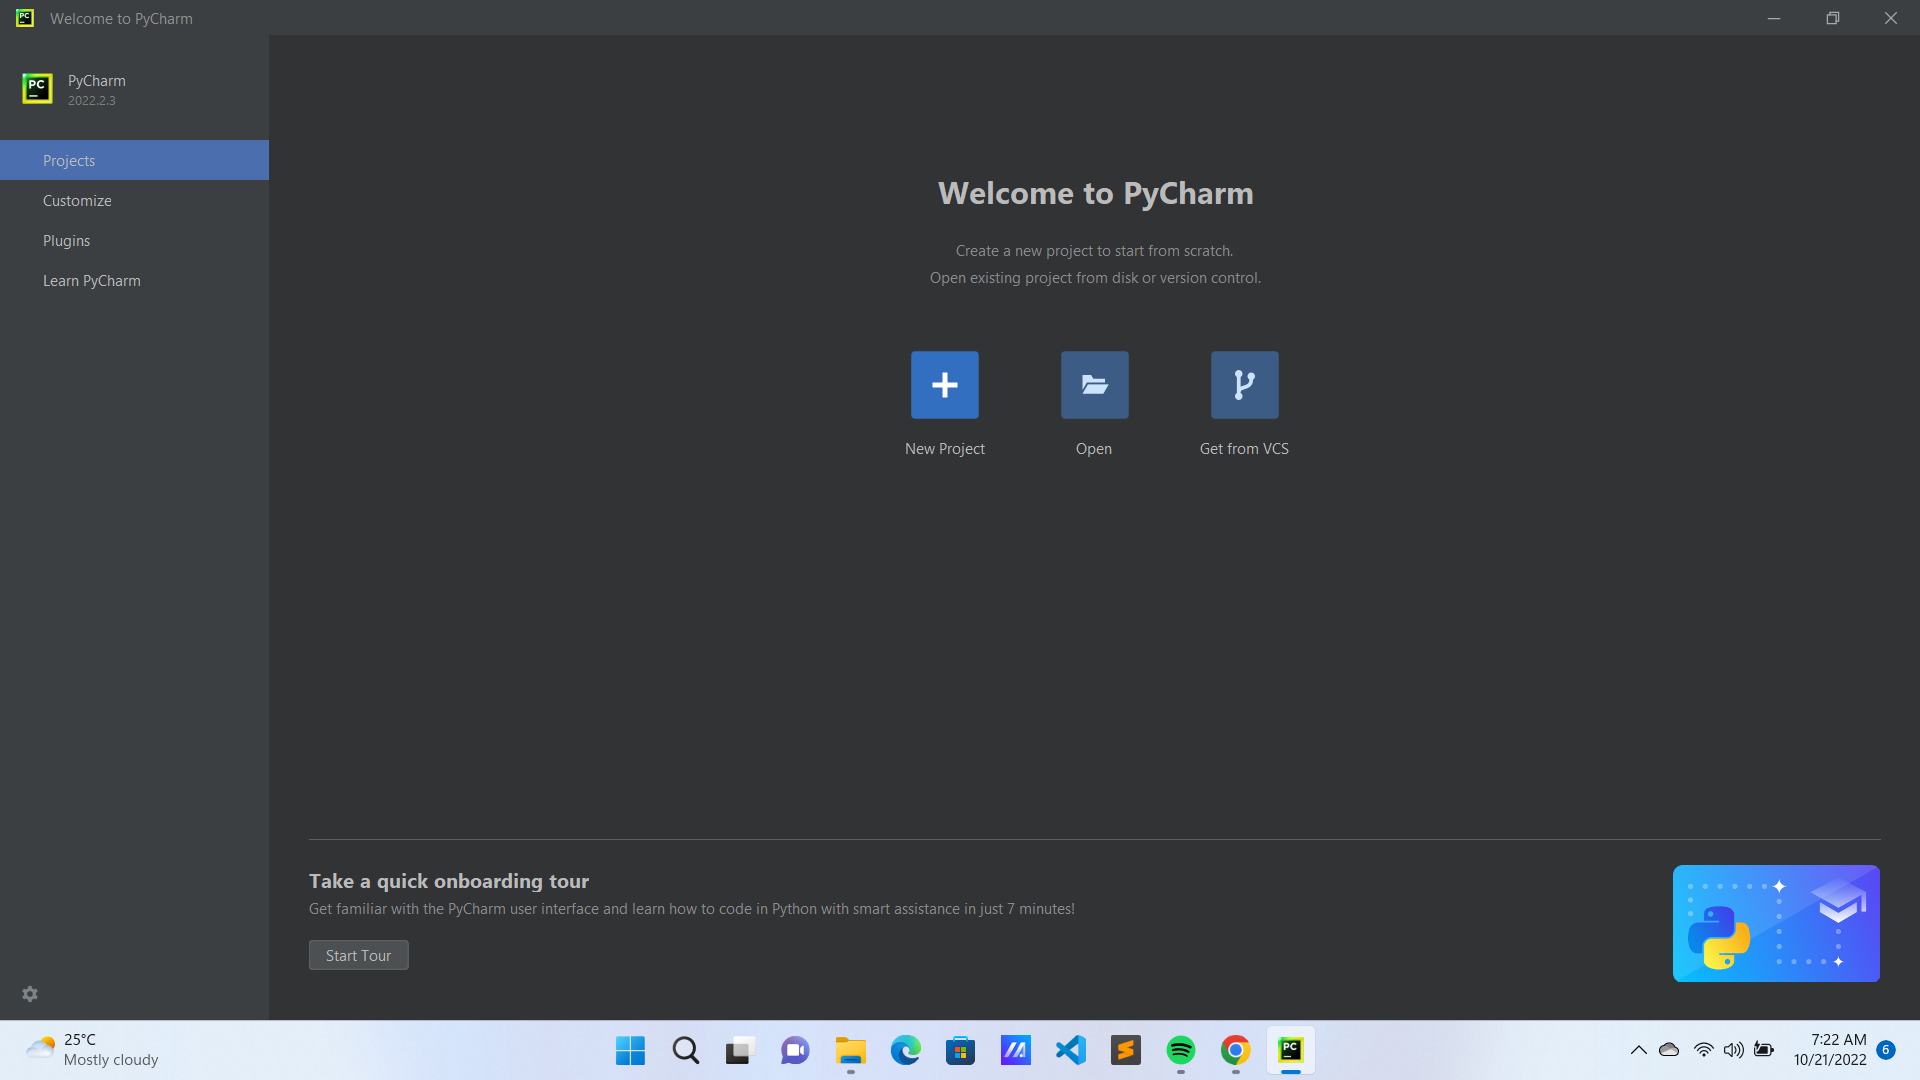 Welcome to PyCharm
PyCharm
2022.2.3
Projects
Customize
Plugins
Learn PyCharm
Welcome to PyCharm
Create a new project to start from scratch.
Open existing project from disk or version control.
New Project
Open
Get from VCS
Take a quick onboarding tour
Get familiar with the PyCharm user interface and learn how to code in Python with smart assistance in just 7 minutes!
Start Tour
25°C
Mostly cloudy
PC
7:22 AM
10/21/2022
6